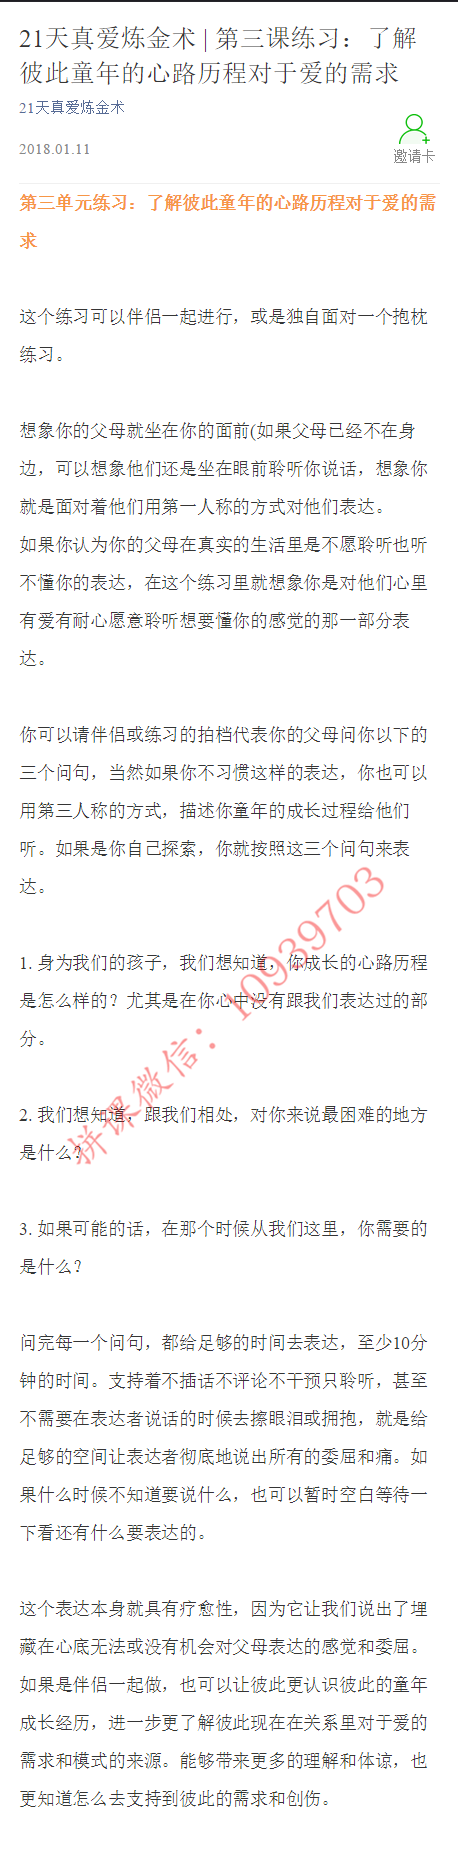 21天真爱炼金术 | 第三课练习：了解
彼此童年的心路历程对于爱的需求
21天真爱炼金术
2018.01.11
邀请卡
第三单元练习：了解彼此童年的心路历程对于爱的需
求
这个练习可以伴侣一起进行，或是独自面对一个抱枕
练习。
想象你的父母就坐在你的面前(如果父母已经不在身
边，可以想象他们还是坐在眼前聆听你说话，想象你
就是面对着他们用第一人称的方式对他们表达。
如果你认为你的父母在真实的生活里是不愿聆听也听
不懂你的表达，在这个练习里就想象你是对他们心里
有爱有耐心愿意聆听想要懂你的感觉的那一部分表
达。
你可以请伴侣或练习的拍档代表你的父母问你以下的
三个问句，当然如果你不习惯这样的表达，你也可以
用第三人称的方式，描述你童年的成长过程给他们
听。如果是你自己探索，你就按照这三个问句来表
达。
1. 身为我们的孩子，我们想知道，你成长的心路历程
是怎么样的？尤其是在你心中没有跟我们表达过的部
分。
2. 我们想知道，跟我们相处，对你来说最困难的地方
是什么？
3. 如果可能的话，在那个时候从我们这里，你需要的
是什么？
问完每一个问句，都给足够的时间去表达，至少10分
钟的时间。支持着不插话不评论不干预只聆听，甚至
不需要在表达者说话的时候去擦眼泪或拥抱，就是给
足够的空间让表达者彻底地说出所有的委屈和痛。如
果什么时候不知道要说什么，也可以暂时空白等待一
下看还有什么要表达的。
这个表达本身就具有疗愈性，因为它让我们说出了埋
藏在心底无法或没有机会对父母表达的感觉和委屈。
如果是伴侣一起做，也可以让彼此更认识彼此的童年
成长经历，进一步更了解彼此现在在关系里对于爱的
需求和模式的来源。能够带来更多的理解和体谅，也
更知道怎么去支持到彼此的需求和创伤。
拼课微信：10939703